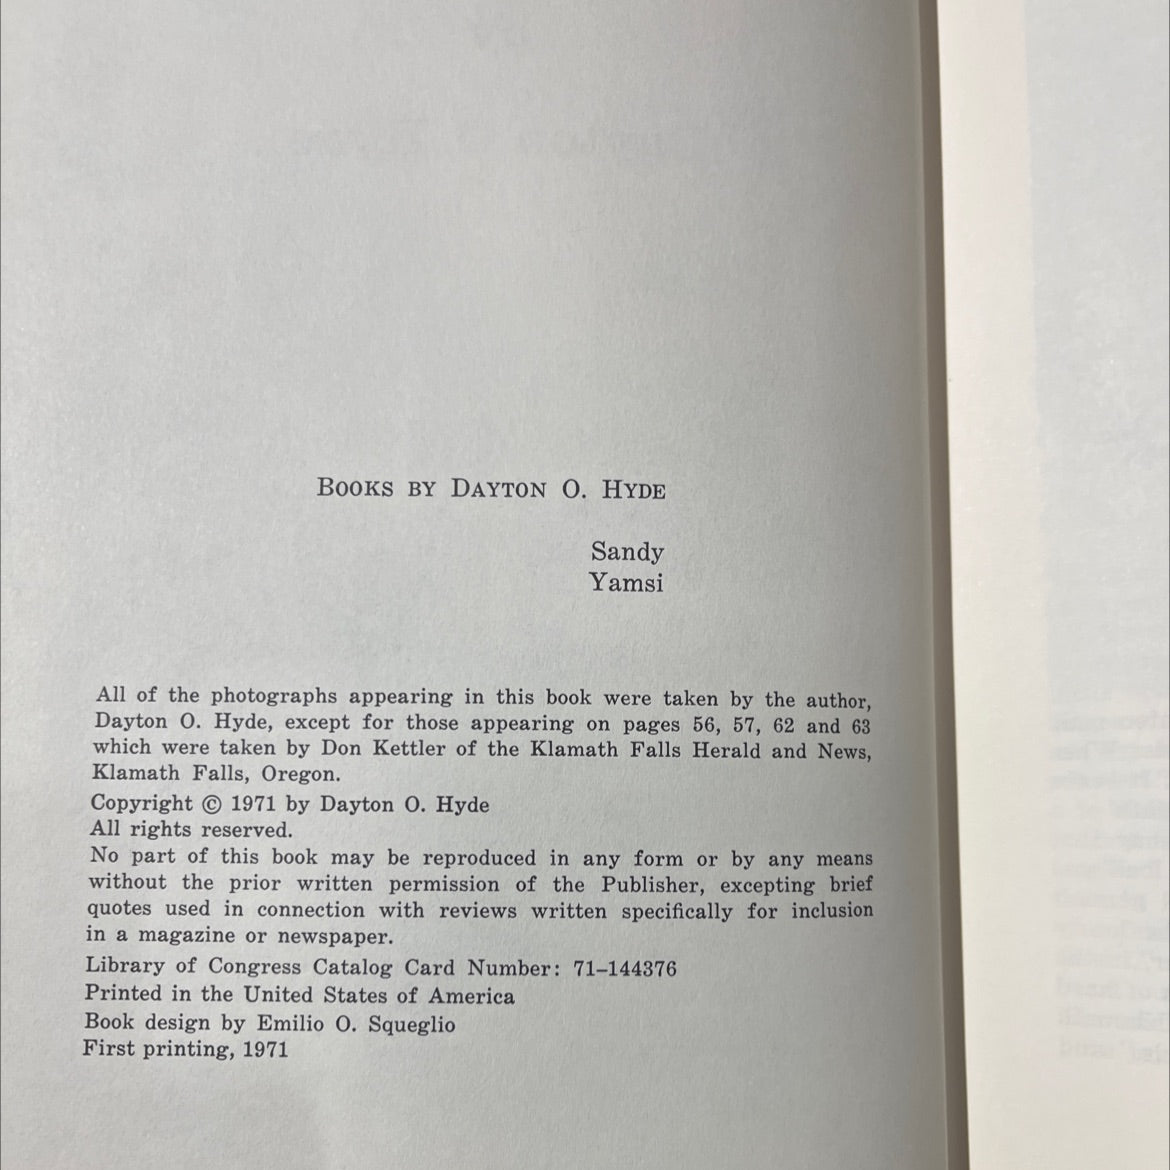 BOOKS BY DAYTON O. HYDE
Sandy
Yamsi
All of the photographs appearing in this book were taken by the author,
Dayton O. Hyde, except for those appearing on pages 56, 57, 62 and 63
which were taken by Don Kettler of the Klamath Falls Herald and News,
Klamath Falls, Oregon.
Copyright © 1971 by Dayton O. Hyde
All rights reserved.
No part of this book may be reproduced in any form or by any means
without the prior written permission of the Publisher, excepting brief
quotes used in connection with reviews written specifically for inclusion
in a magazine or newspaper.
Library of Congress Catalog Card Number: 71–144376
Printed in the United States of America
Book design by Emilio O. Squeglio
First printing, 1971